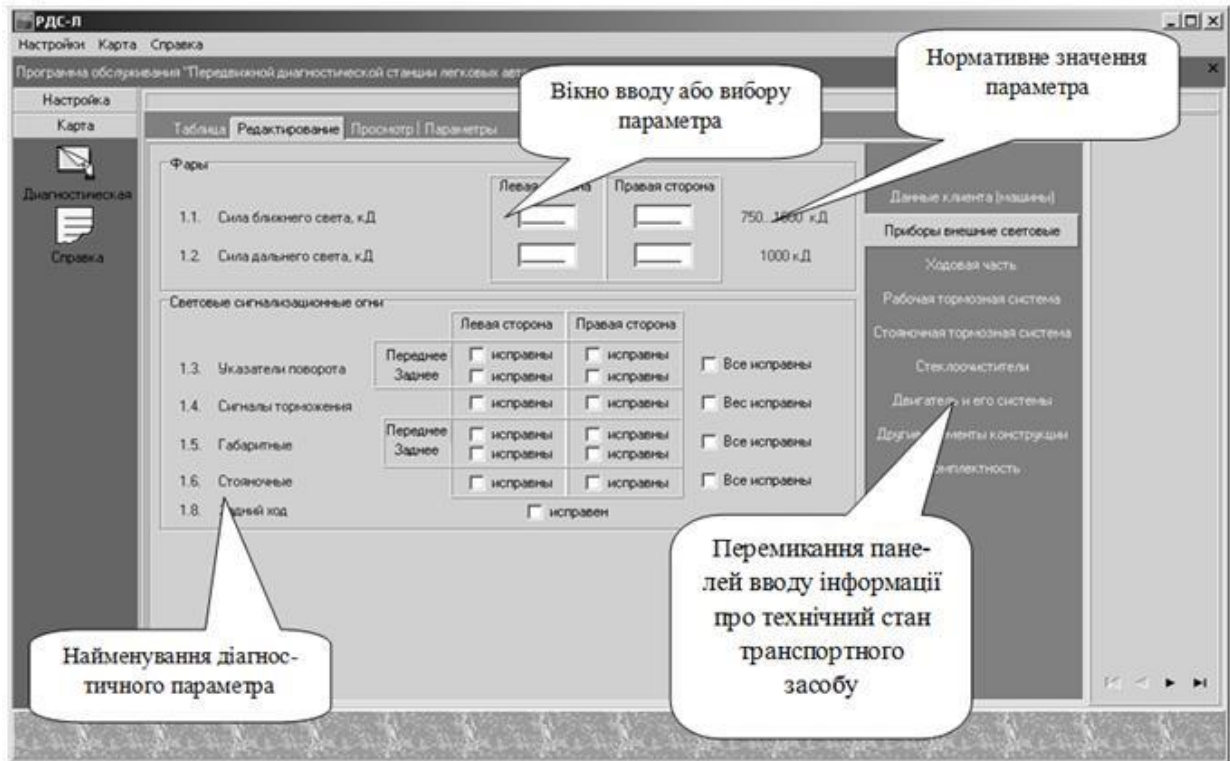 РДС-Л
Настройки Карта Справка
Программа обслуживания "Передвижной диагностической станции легковых
Настройка
Карта
Диагностическая
Справка
Таблица Редактирование Просмотр Параметры
Вікно вводу або вибору
параметра
Нормативне значення
параметра
Фары
Левая Правая сторона
1.1. Сила ближнего света, кД 750...1600 кД
1.2. Сила дальнего света, кД 1000 кД
Световые сигнализационные огни
Левая сторона Правая сторона
1.3. Указатели поворота Переднее исправны исправны Все исправны
Заднее исправны исправны
1.4. Сигналы торможения исправны исправны Вес исправны
1.5. Габаритные Переднее исправны исправны Все исправны
Заднее исправны исправны
1.6. Стояночные исправны исправны Все исправны
1.8. ход исправен
Данные клиента (машины)
Приборы внешние световые
Ходовая часть
Рабочая тормозная система
Стояночная тормозная система
Стеклоочистители
Двигатель и его системы
Другие конструкции
Найменування діагнос-
тичного параметра
Перемикання пане-
лей вводу інформації
про технічний стан
транспортного
засобу